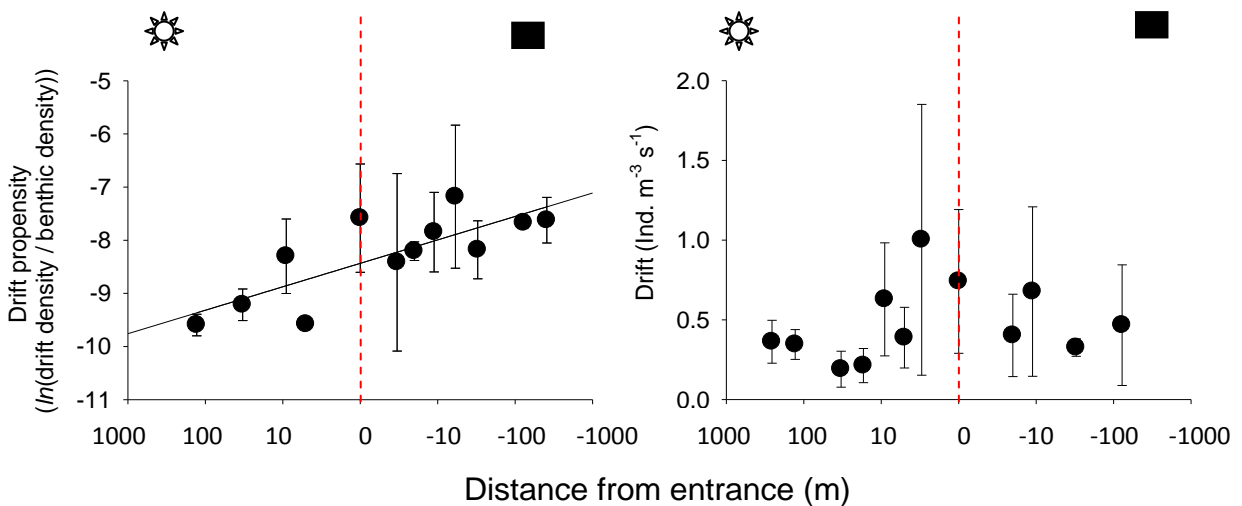 Drift propensity
(ln(drift density / benthic density))
-5
-6
-7
-8
-9
-10
-11
1000 100 10 0 -10 -100 -1000
Drift (Ind. m⁻³ s⁻¹)
2.0
1.5
1.0
0.5
0.0
1000 100 10 0 -10 -100 -1000
Distance from entrance (m)